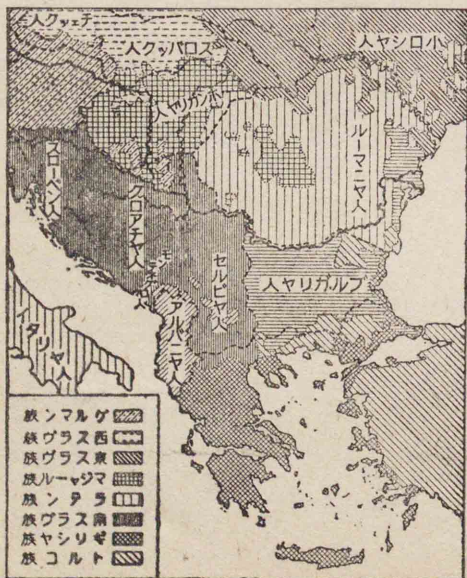 チェック人
スロバック人
小ロシヤ人
ハンガリヤ人
ルーマニヤ人
スローベン人
クロアチヤ人
セルビヤ人
ブルガリヤ人
アルバニヤ人
イタリヤ人
ゲルマン族
西スラヴ族
東スラヴ族
マジャール族
ラテン族
南スラヴ族
ギリシヤ族
トルコ族